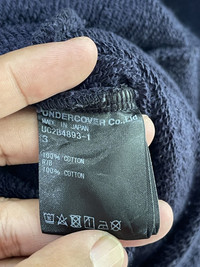 UNDERCOVER Co.,Ltd
MADE IN JAPAN
UC2B4893-1
3
100% COTTON
RIB
100% COTTON